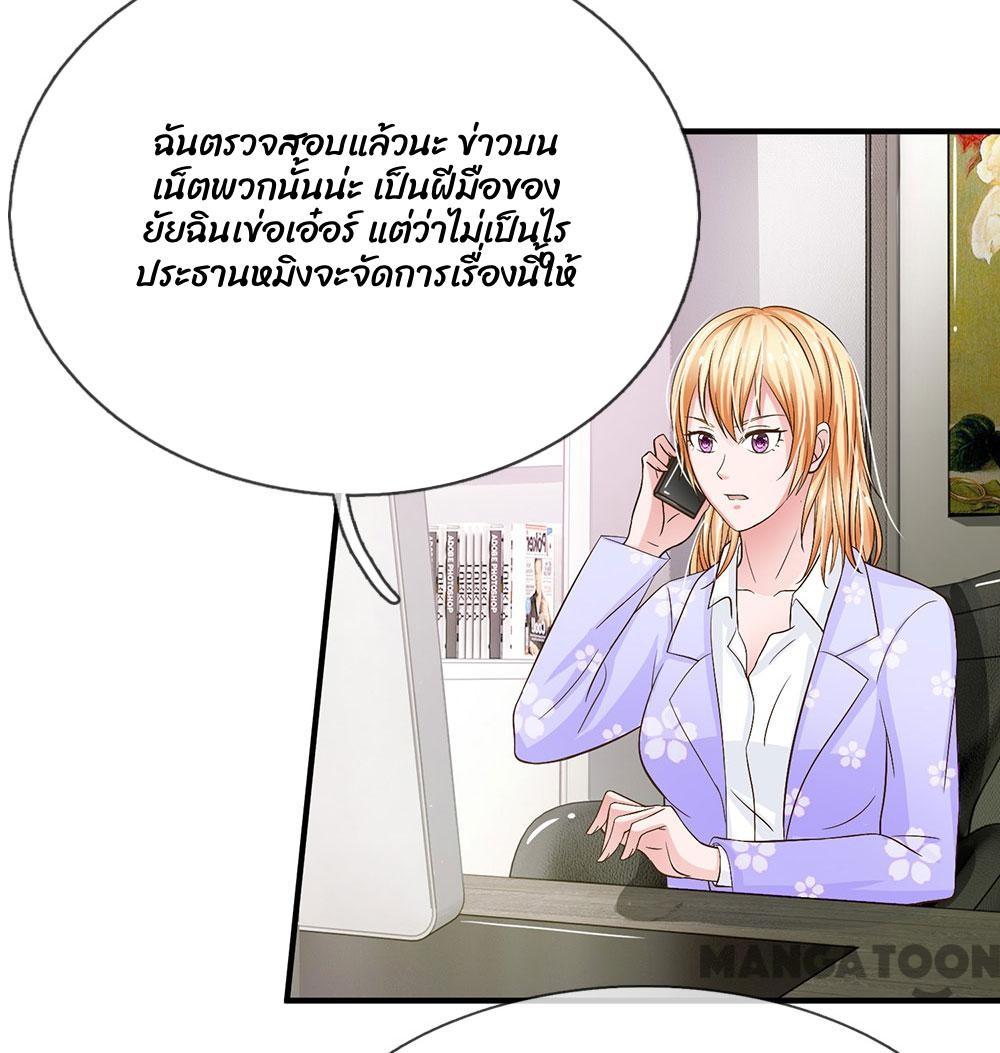 ฉันตรวจสอบแล้วนะ ข่าวบน
เน็ตพวกนั้นน่ะ เป็นฝีมือของ
ยัยฉินเข่อเอ๋อร์ แต่ว่าไม่เป็นไร
ประธานหมิงจะจัดการเรื่องนี้ให้
ADOBE PHOTOSHOP
ADOBE PHOTOSHOP
MANGATOON